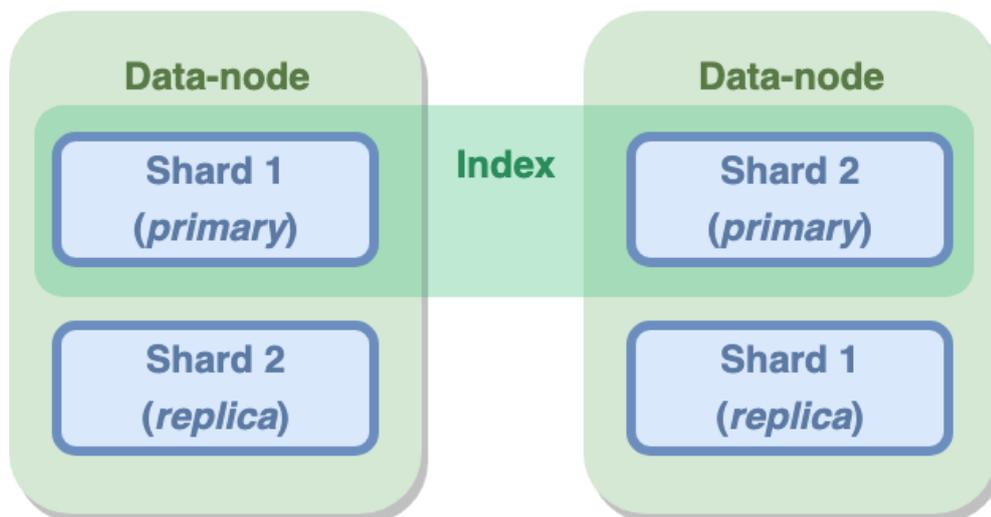 Data-node
Shard 1
(primary)
Shard 2
(replica)
Index
Data-node
Shard 2
(primary)
Shard 1
(replica)